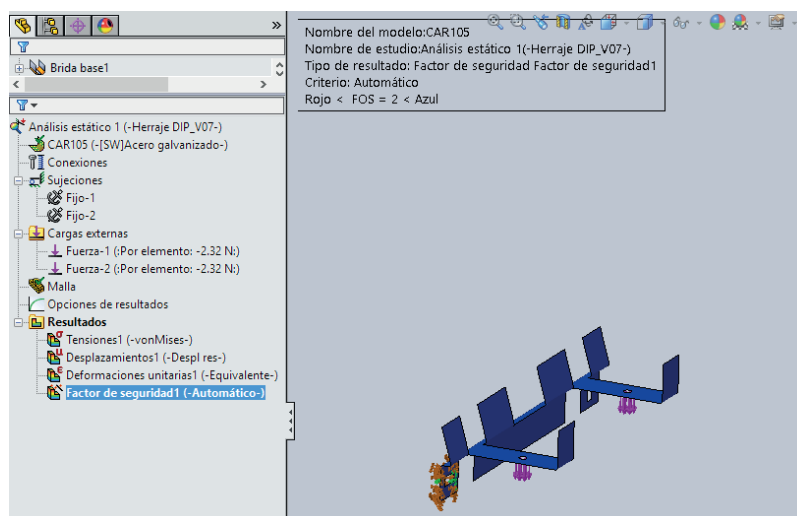 Brida base1
Análisis estático 1 (-Herraje DIP_V07-)
CAR105 (-[SW]Acero galvanizado-)
Conexiones
Sujeciones
Fijo-1
Fijo-2
Cargas externas
Fuerza-1 (:Por elemento: -2.32 N:)
Fuerza-2 (:Por elemento: -2.32 N:)
Malla
Opciones de resultados
Resultados
Tensiones1 (-vonMises-)
Desplazamientos1 (-Despl res-)
Deformaciones unitarias1 (-Equivalente-)
Factor de seguridad1 (-Automático-)
Nombre del modelo:CAR105
Nombre de estudio:Análisis estático 1(-Herraje DIP_V07-)
Tipo de resultado: Factor de seguridad Factor de seguridad1
Criterio: Automático
Rojo < FOS = 2 < Azul